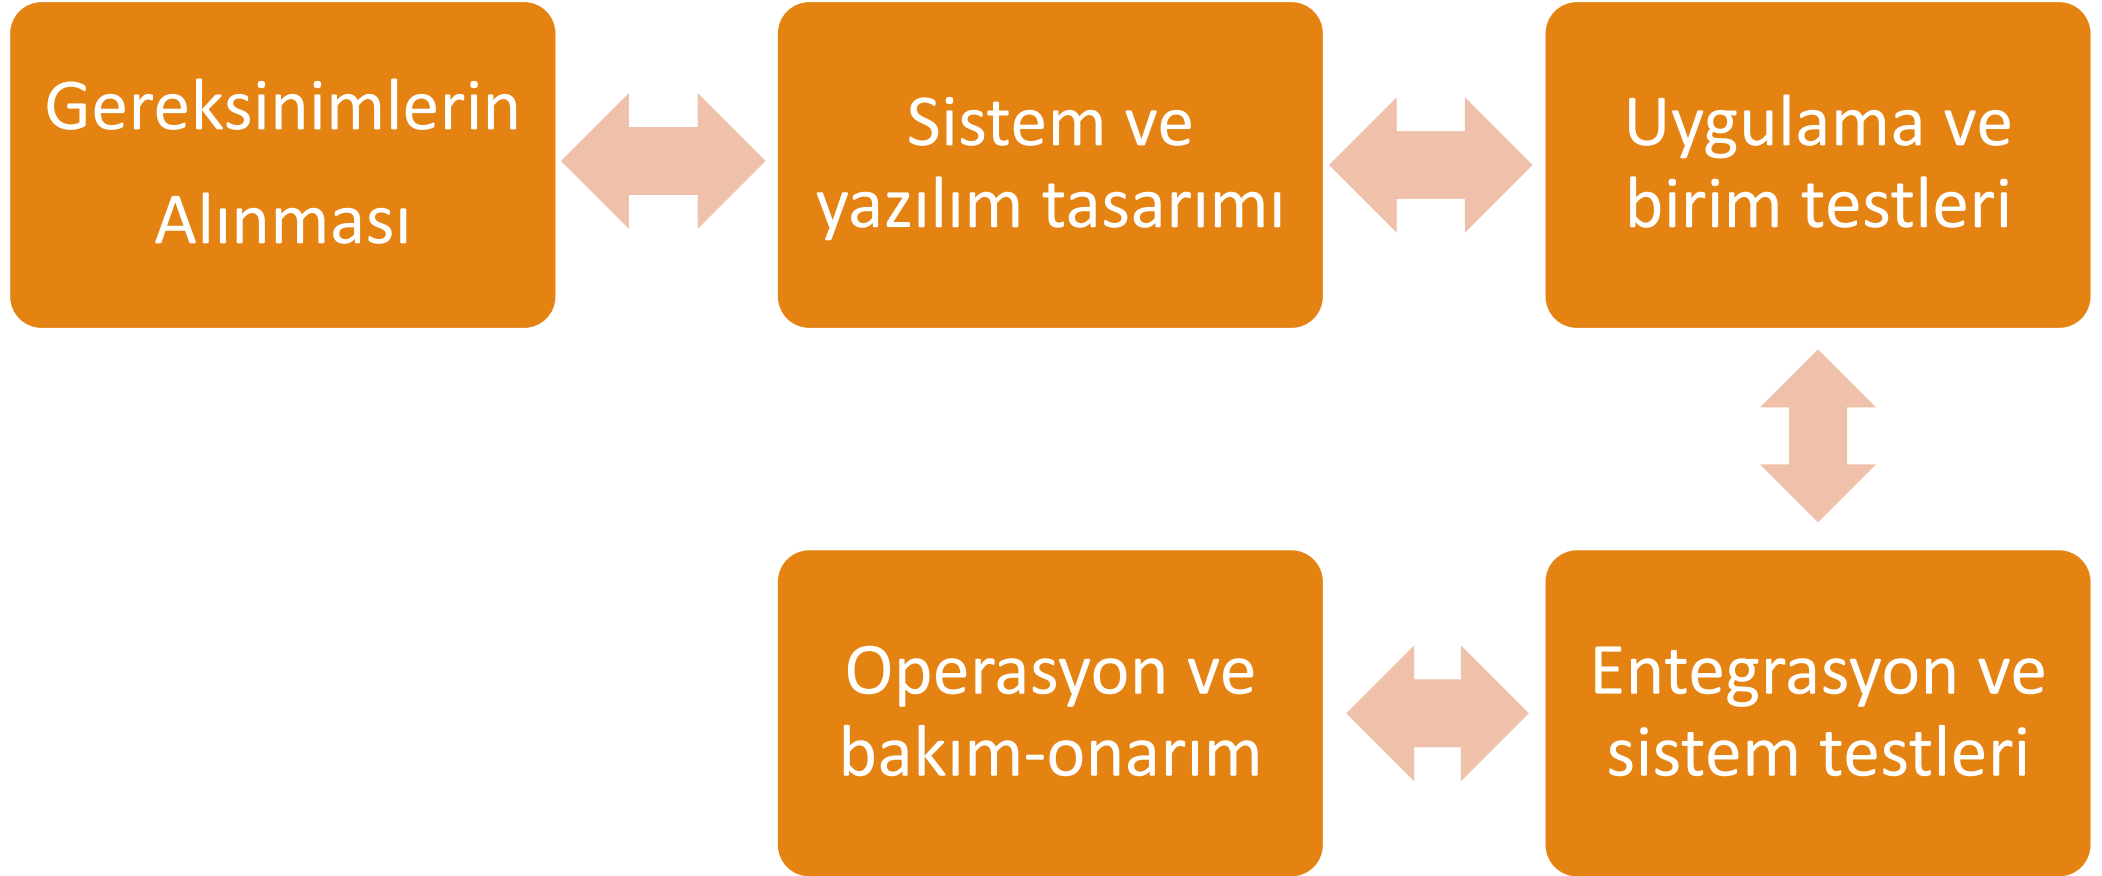 Gereksinimlerin
Alınması
Sistem ve
yazılım tasarımı
Uygulama ve
birim testleri
Operasyon ve
bakım-onarım
Entegrasyon ve
sistem testleri